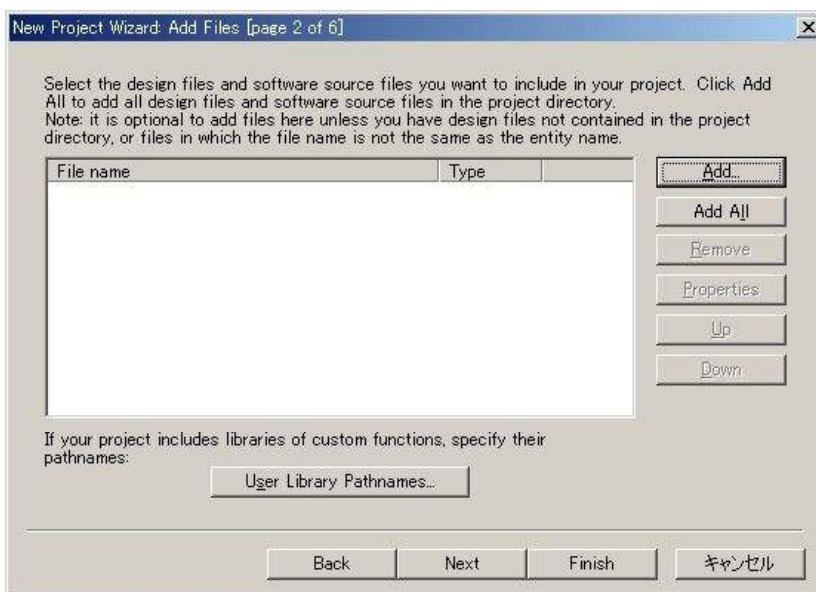 New Project Wizard: Add Files [page 2 of 6]
Select the design files and software source files you want to include in your project. Click Add
All to add all design files and software source files in the project directory.
Note: it is optional to add files here unless you have design files not contained in the project
directory, or files in which the file name is not the same as the entity name.
File name Type
Add...
Add All
Remove
Properties
Up
Down
If your project includes libraries of custom functions, specify their
pathnames:
User Library Pathnames...
Back Next Finish キャンセル